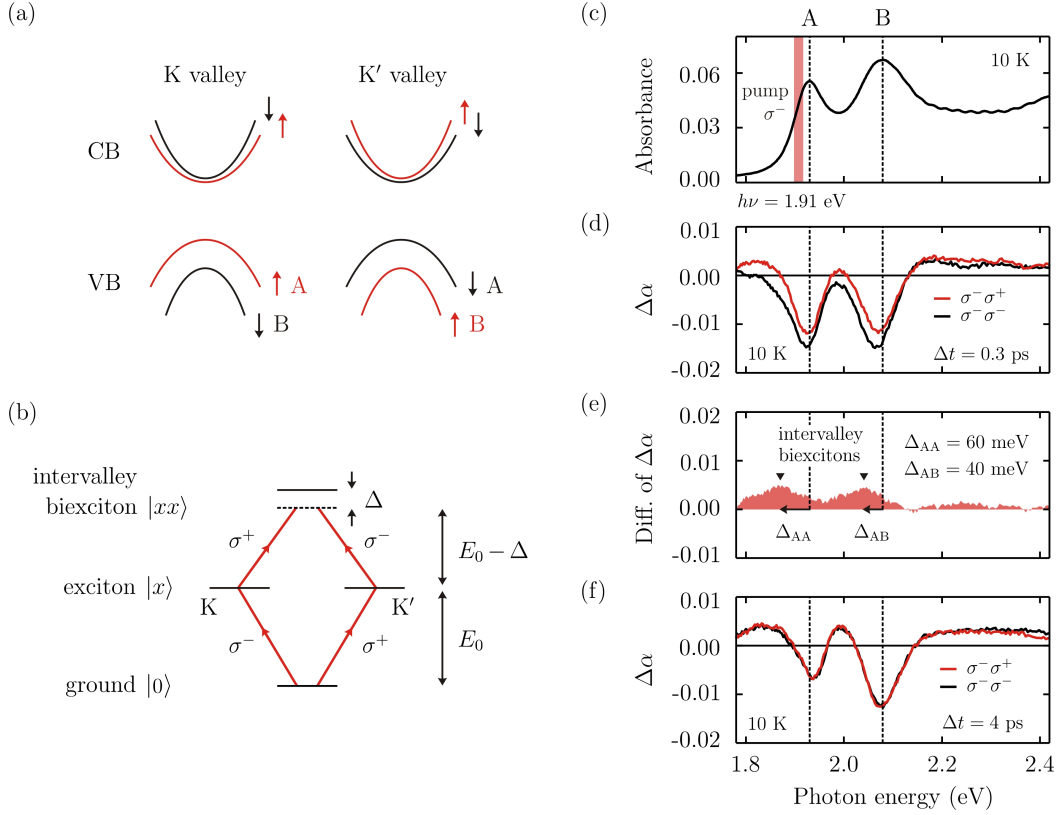 (a)
K valley
K′ valley
CB
VB
↑ A
↓ B
↓ A
↑ B
(b)
intervalley
biexciton |xx⟩
Δ
σ⁺
σ⁻
E₀ − Δ
exciton |x⟩
K
K′
σ⁻
σ⁺
E₀
ground |0⟩
(c)
A
B
Absorbance
0.06
0.03
0.00
10 K
pump
σ⁻
hν = 1.91 eV
(d)
Δα
0.01
0.00
-0.01
-0.02
σ⁻σ⁺
σ⁻σ⁻
10 K
Δt = 0.3 ps
(e)
Diff. of Δα
0.02
0.01
0.00
-0.01
intervalley
biexcitons
Δ_AA = 60 meV
Δ_AB = 40 meV
Δ_AA
Δ_AB
(f)
Δα
0.01
0.00
-0.01
-0.02
σ⁻σ⁺
σ⁻σ⁻
10 K
Δt = 4 ps
1.8
2.0
2.2
2.4
Photon energy (eV)